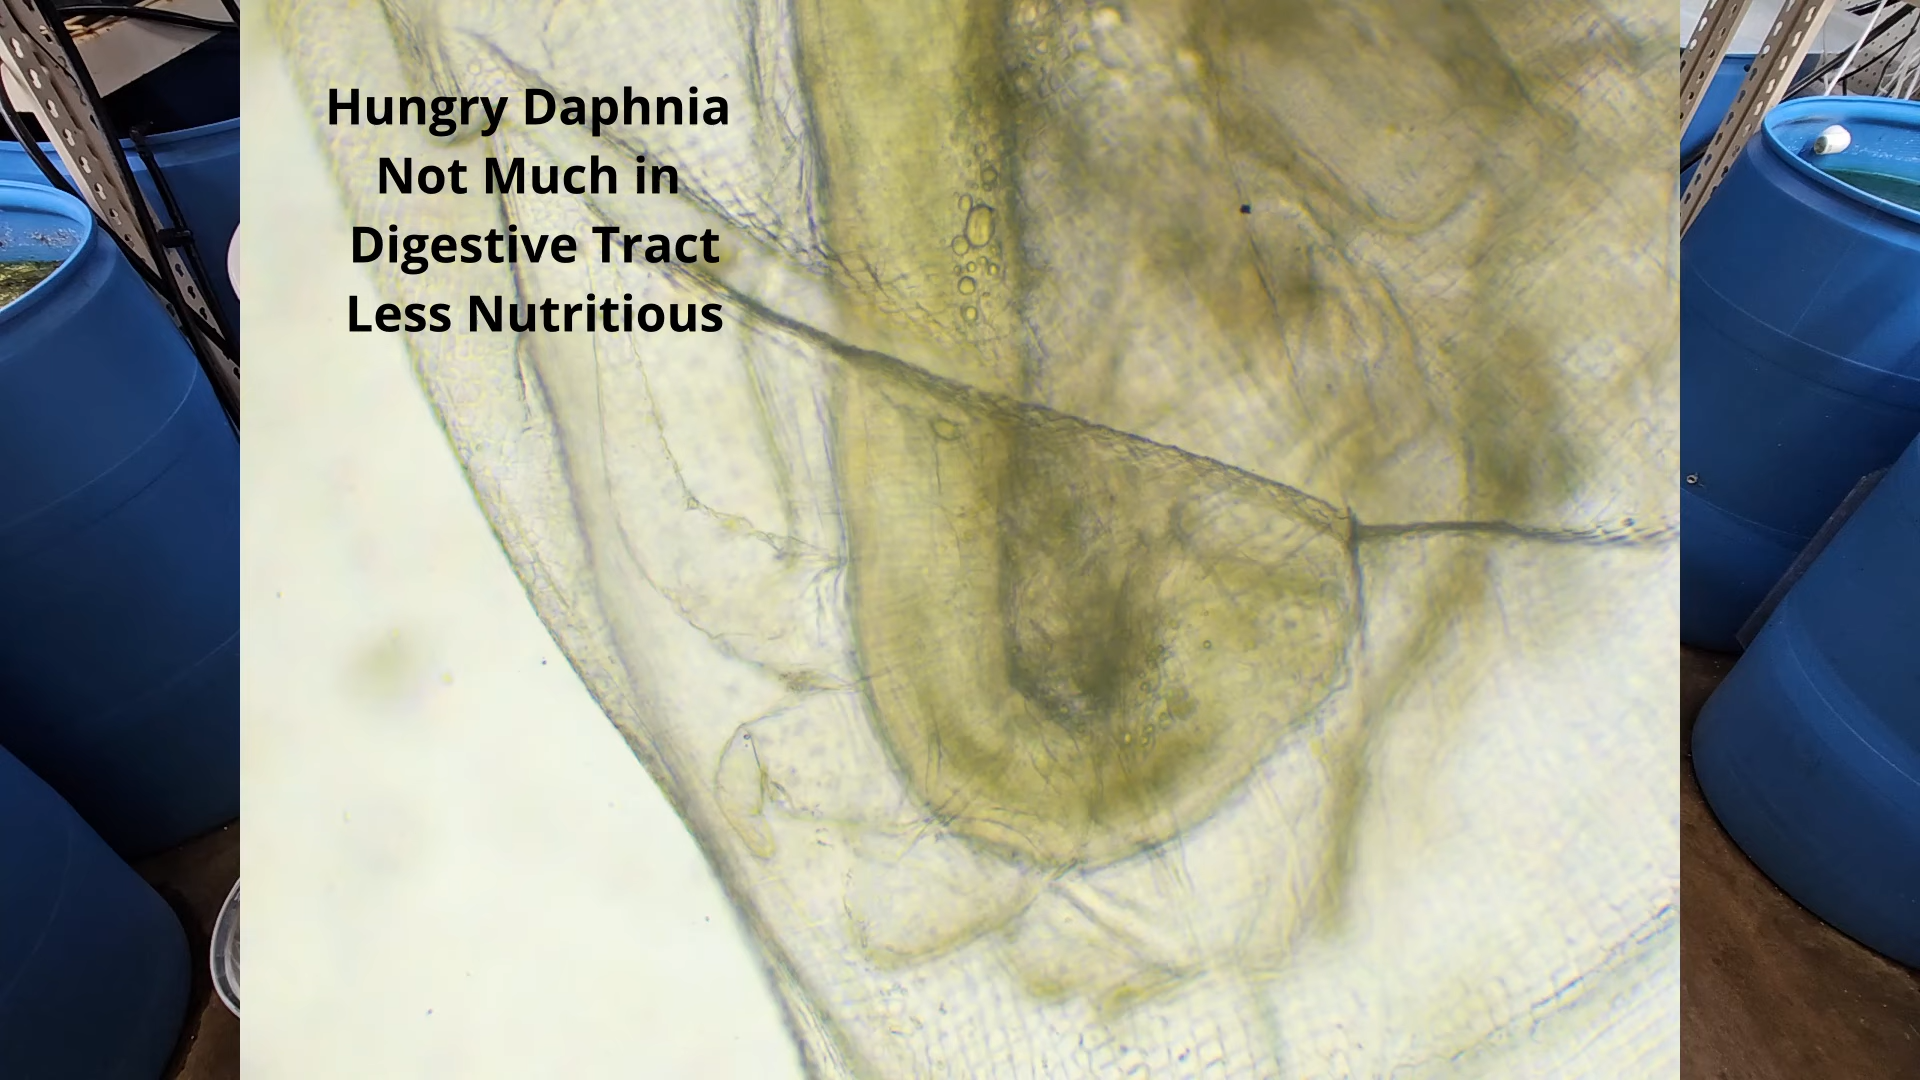 Hungry Daphnia
Not Much in
Digestive Tract
Less Nutritious